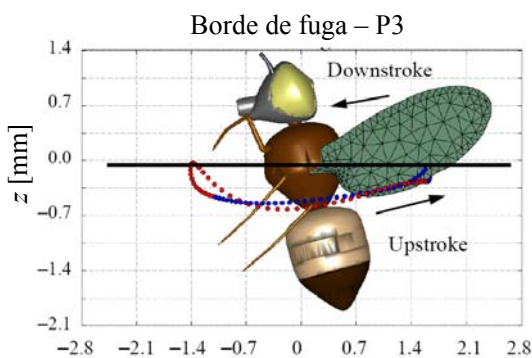 Borde de fuga – P3
1.4
Downstroke
0.7
0.0
z [mm]
−0.7
Upstroke
−1.4
−2.1
−2.8 −2.1 −1.4 −0.7 0 0.7 1.4 2.1 2.8